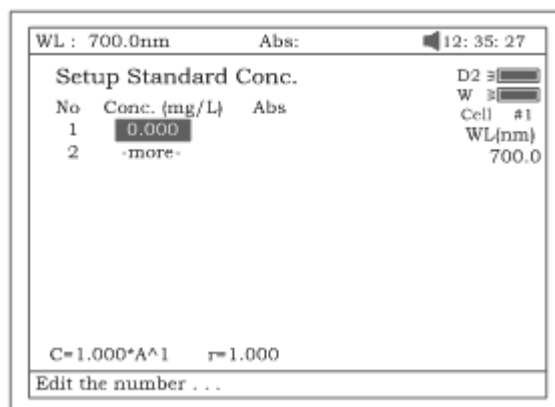 WL : 700.0nm Abs: 12: 35: 27
Setup Standard Conc.
D2
W
No Conc. (mg/L) Abs
Cell #1
1 0.000
WL(nm)
2 -more-
700.0
C=1.000*A^1 r=1.000
Edit the number . . .